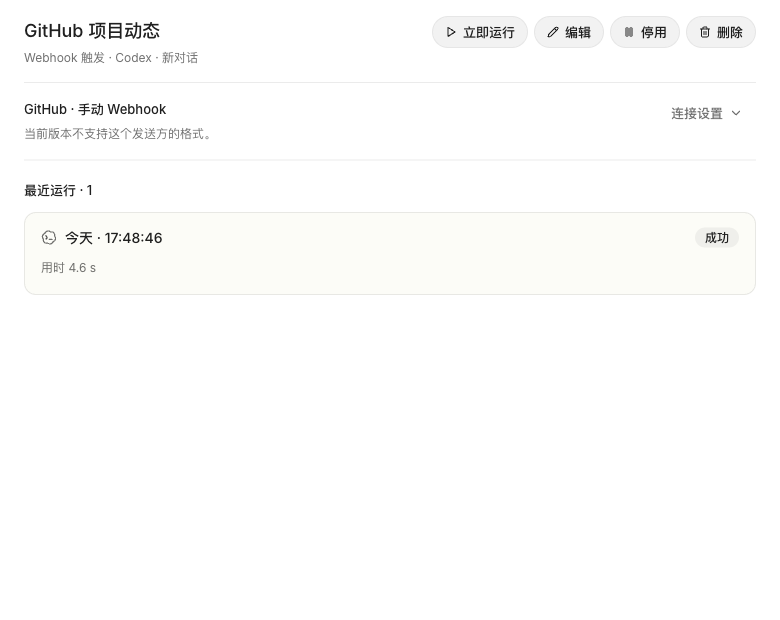 GitHub 项目动态
立即运行
编辑
停用
删除
Webhook 触发 · Codex · 新对话
GitHub · 手动 Webhook
连接设置
当前版本不支持这个发送方的格式。
最近运行 · 1
今天 · 17:48:46
成功
用时 4.6 s